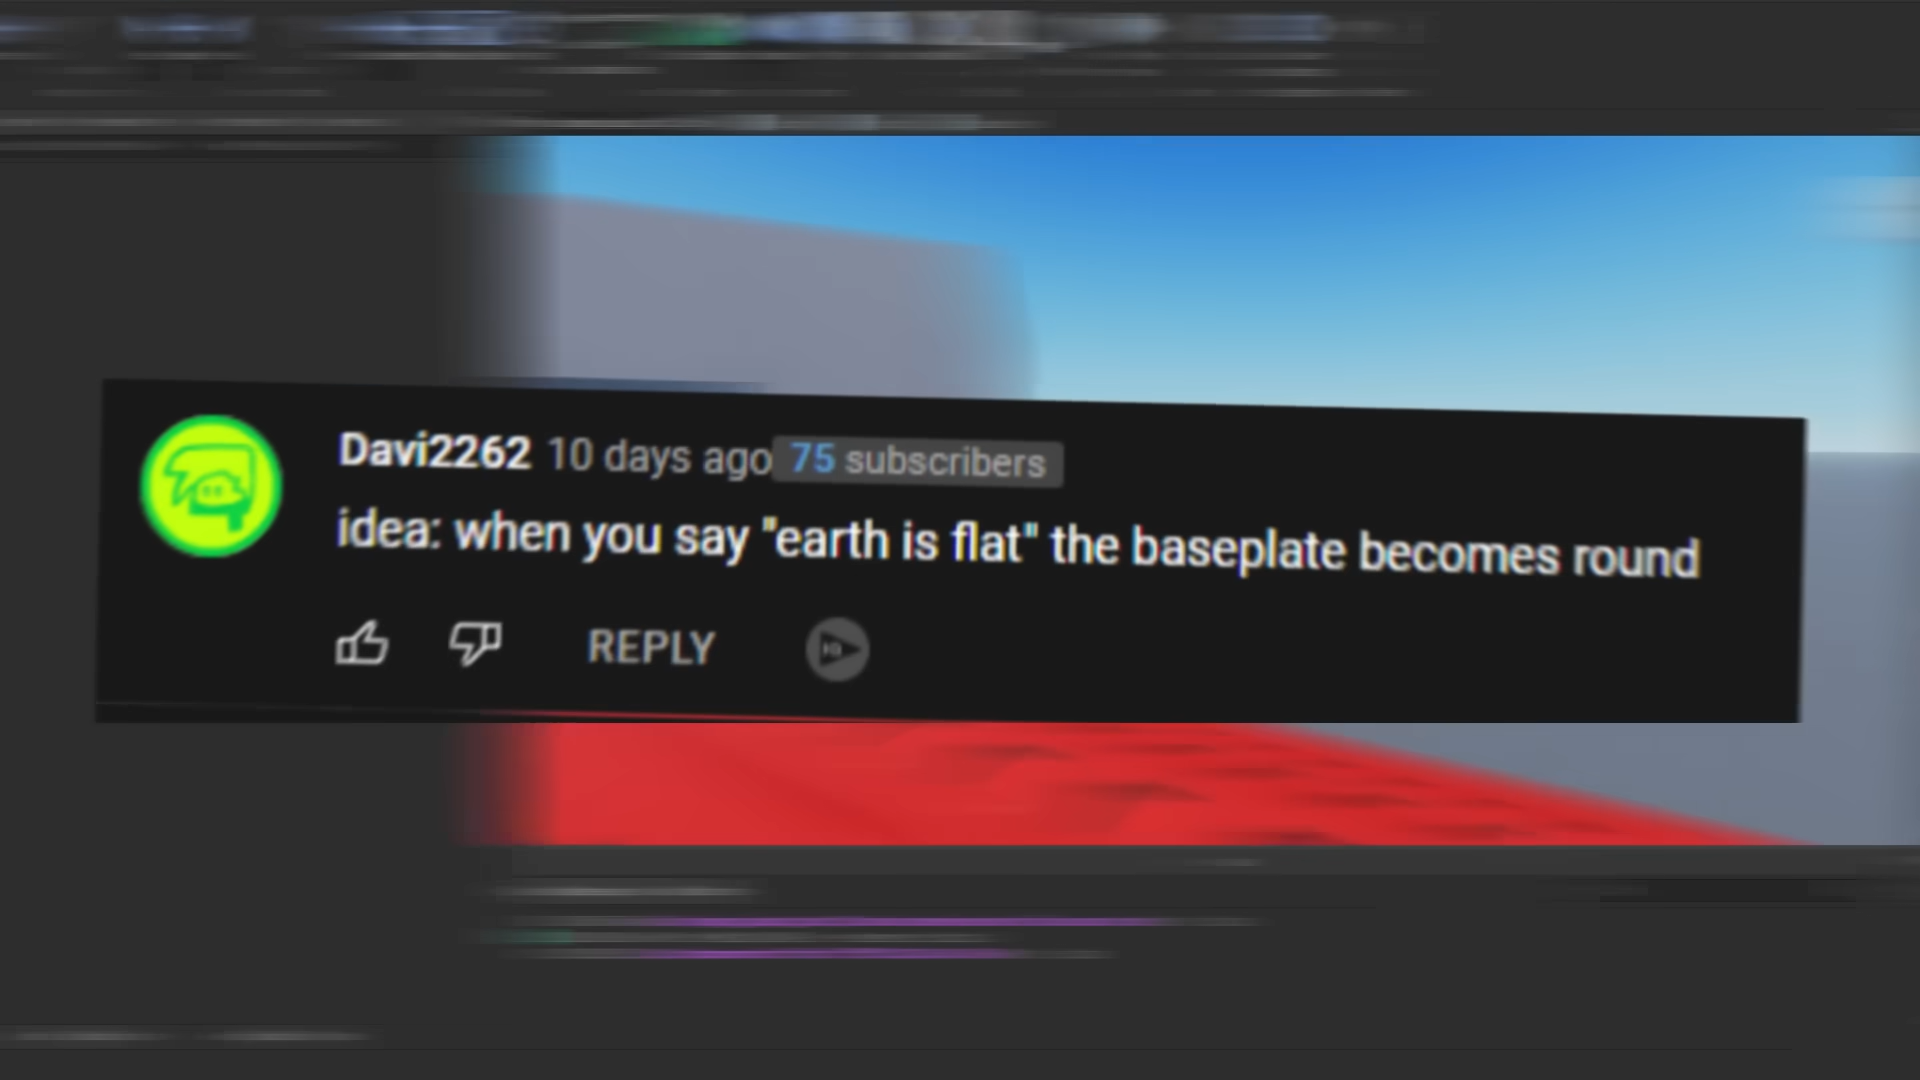 Davi2262 10 days ago 75 subscribers
idea: when you say "earth is flat" the baseplate becomes round
REPLY